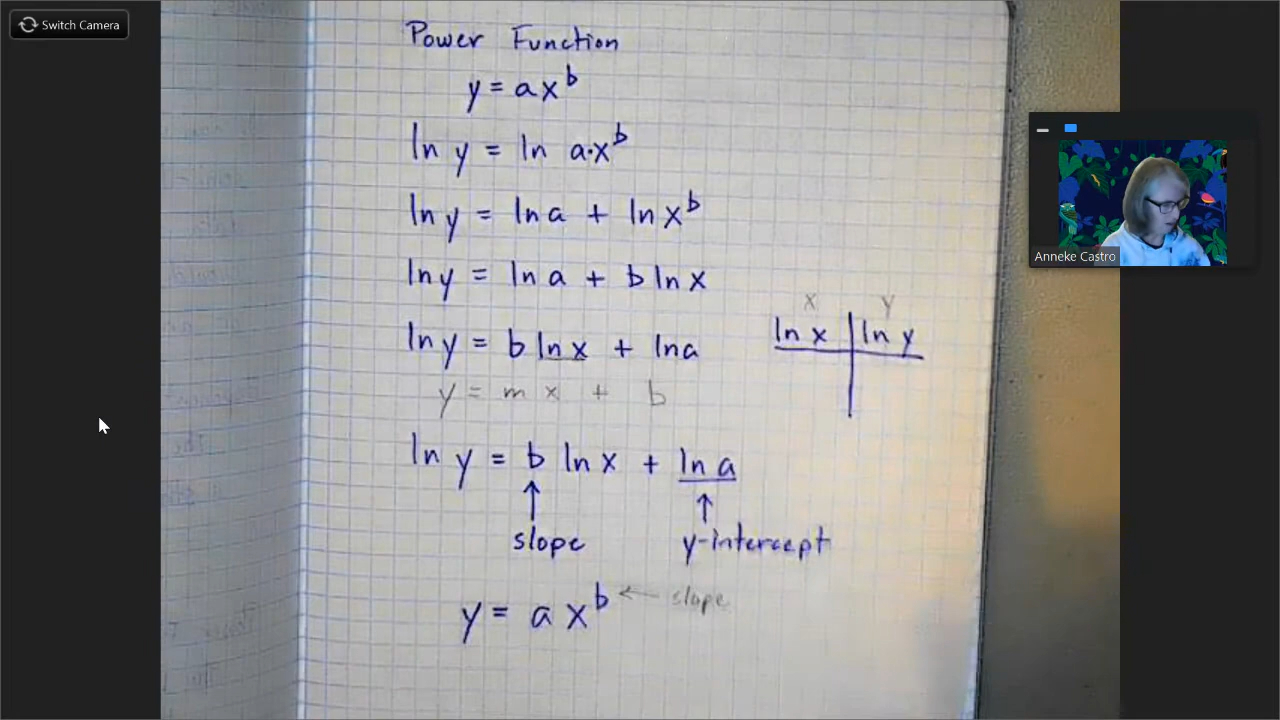 Switch Camera
Power Function
y = ax^b
ln y = ln a·x^b
ln y = ln a + ln x^b
ln y = ln a + b ln x
ln y = b ln x + ln a
y = m x + b
x y
ln x | ln y
ln y = b ln x + ln a
↑ ↑
slope y-intercept
y = a x^b ← slope
Anneke Castro